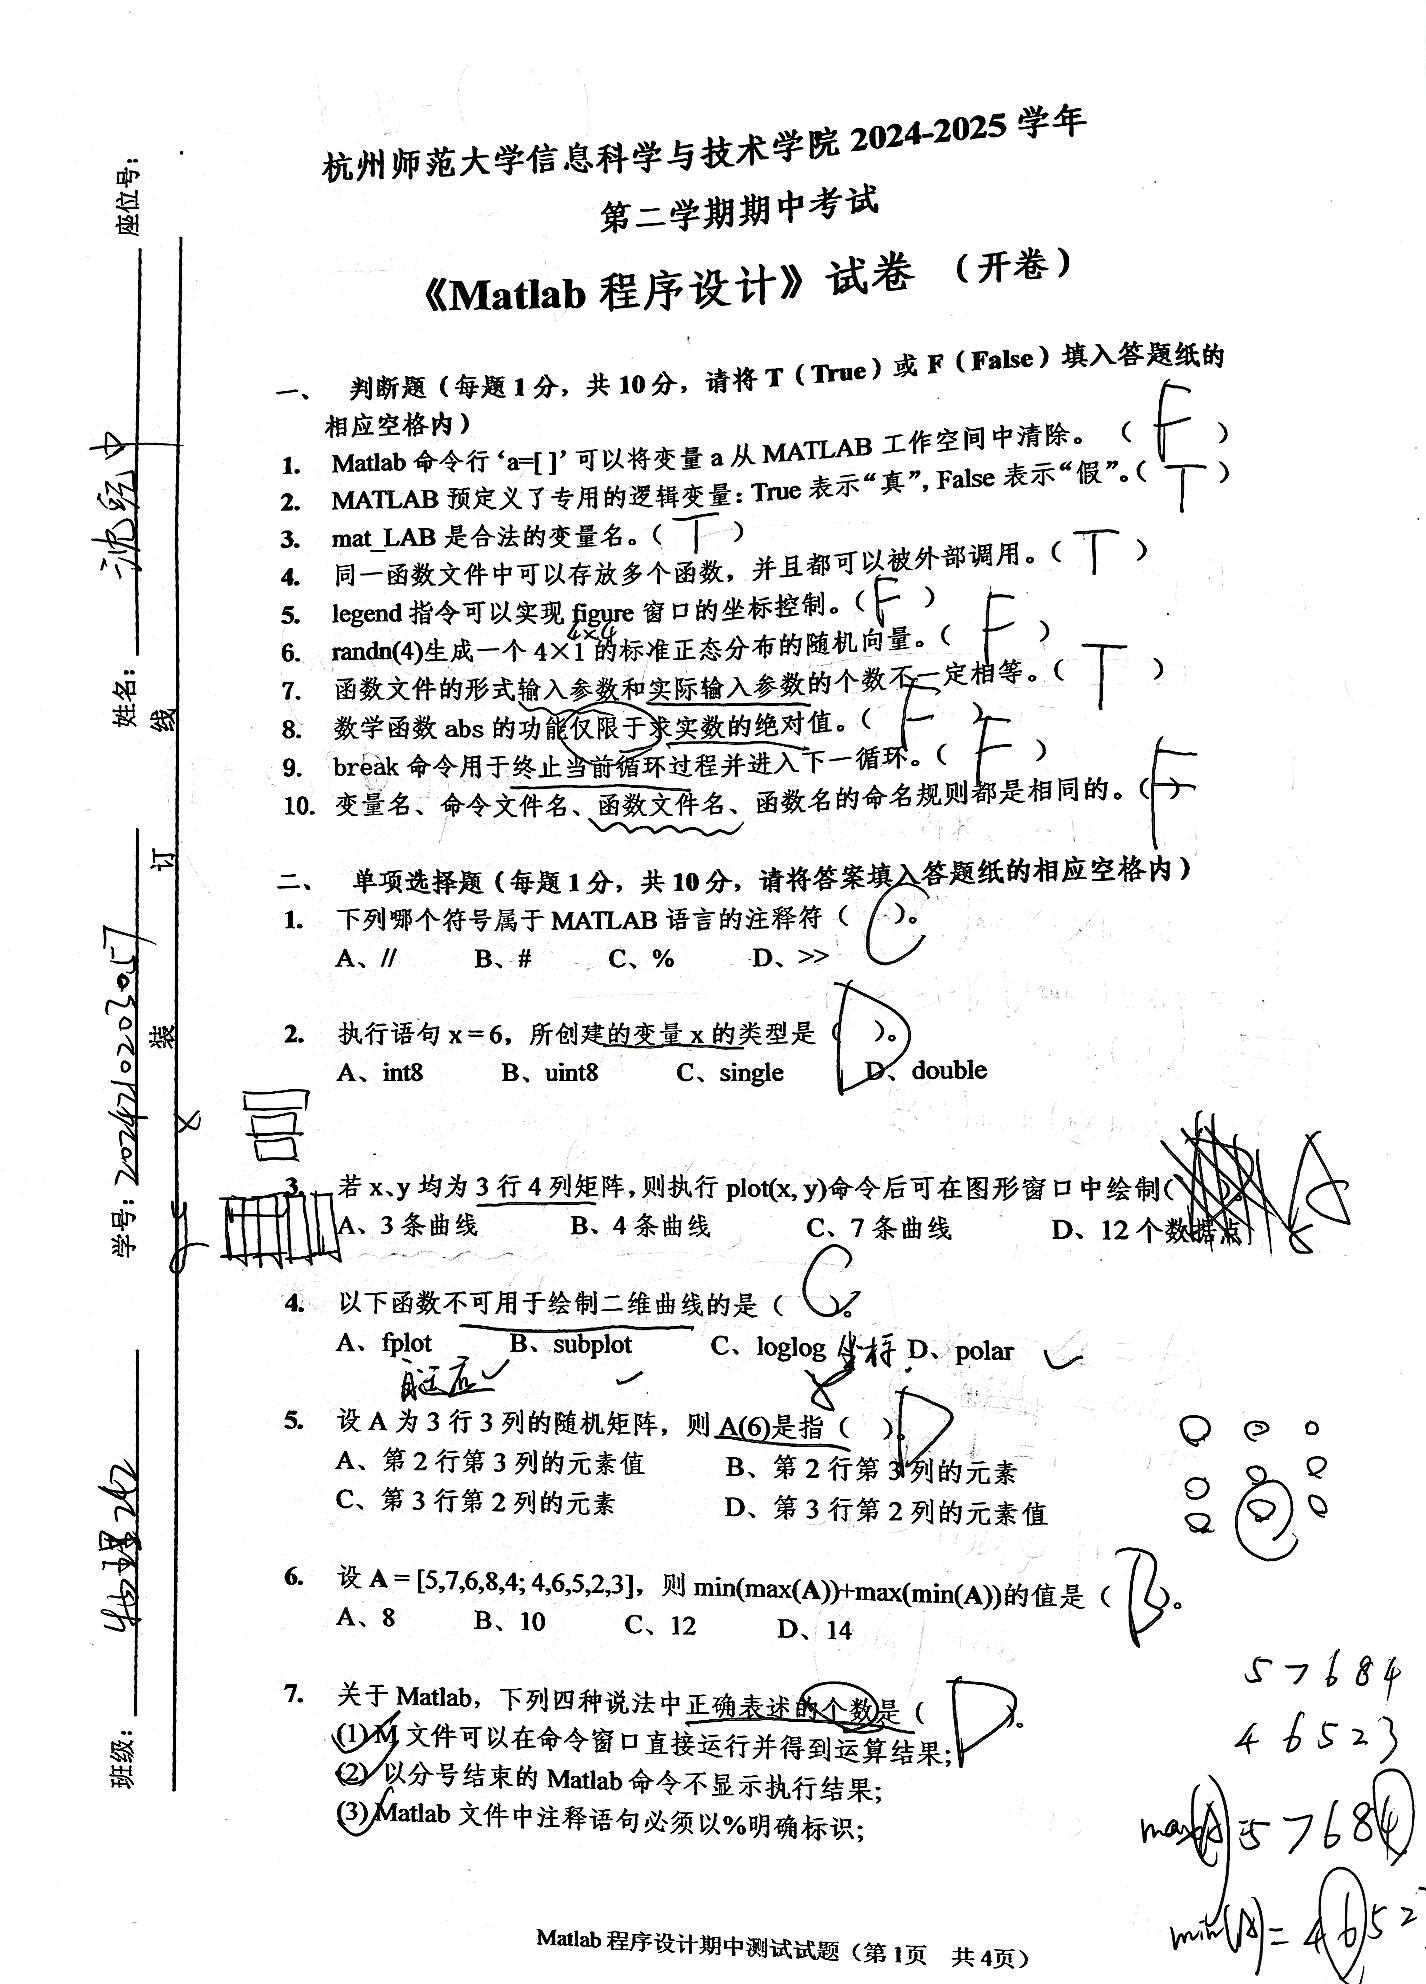 杭州师范大学信息科学与技术学院 2024-2025 学年
第二学期期中考试
《Matlab 程序设计》试卷 （开卷）
座位号：
姓名：
学号：2024210203057
班级：
线
订
装
一、 判断题（每题 1 分，共 10 分，请将 T（True）或 F（False）填入答题纸的
相应空格内）
1. Matlab 命令行‘a=[ ]’可以将变量 a 从 MATLAB 工作空间中清除。（ F ）
2. MATLAB 预定义了专用的逻辑变量：True 表示“真”，False 表示“假”。（ T ）
3. mat_LAB 是合法的变量名。（ T ）
4. 同一函数文件中可以存放多个函数，并且都可以被外部调用。（ T ）
5. legend 指令可以实现 figure 窗口的坐标控制。（ F ）
4×4
6. randn(4)生成一个 4×1 的标准正态分布的随机向量。（ F ）
7. 函数文件的形式输入参数和实际输入参数的个数不一定相等。（ T ）
8. 数学函数 abs 的功能仅限于求实数的绝对值。（ F ）
9. break 命令用于终止当前循环过程并进入下一循环。（ F ）
10. 变量名、命令文件名、函数文件名、函数名的命名规则都是相同的。（ F ）
二、 单项选择题（每题 1 分，共 10 分，请将答案填入答题纸的相应空格内）
1. 下列哪个符号属于 MATLAB 语言的注释符（ C ）。
A、// B、# C、% D、>>
2. 执行语句 x = 6，所创建的变量 x 的类型是（ D ）。
A、int8 B、uint8 C、single D、double
x
y
3. 若 x、y 均为 3 行 4 列矩阵，则执行 plot(x, y)命令后可在图形窗口中绘制（ ）。 A
A、3 条曲线 B、4 条曲线 C、7 条曲线 D、12 个数据点
4. 以下函数不可用于绘制二维曲线的是（ C ）。
A、fplot B、subplot C、loglog 坐标 D、polar ✓
自适应 ✓ ✓ ×
5. 设 A 为 3 行 3 列的随机矩阵，则 A(6)是指（ D ）。
A、第 2 行第 3 列的元素值 B、第 2 行第 3 列的元素
C、第 3 行第 2 列的元素 D、第 3 行第 2 列的元素值
6. 设 A = [5,7,6,8,4; 4,6,5,2,3]，则 min(max(A))+max(min(A))的值是（ B ）。
A、8 B、10 C、12 D、14
5 7 6 8 4
4 6 5 2 3
max(A)=5 7 6 8 4
min(A)=4 6 5 2
7. 关于 Matlab，下列四种说法中正确表述的个数是（ D ）。
(1) M 文件可以在命令窗口直接运行并得到运算结果;
(2) 以分号结束的 Matlab 命令不显示执行结果;
(3) Matlab 文件中注释语句必须以%明确标识;
Matlab 程序设计期中测试试题（第 1页 共 4页）